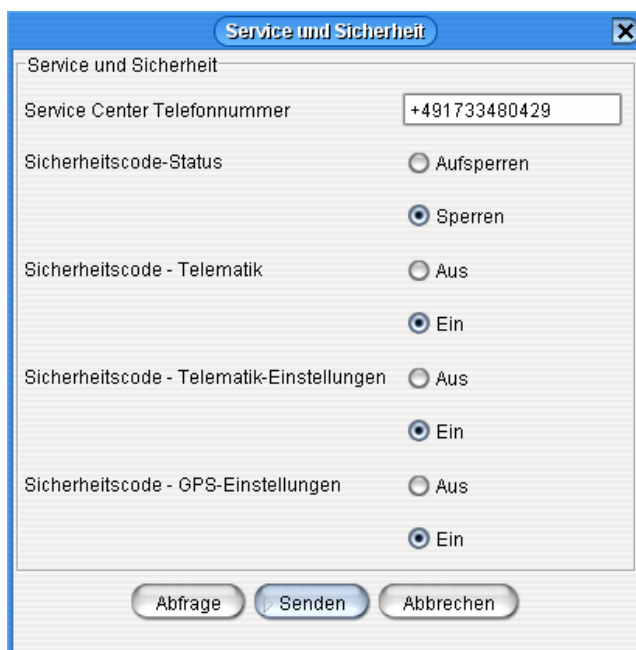 Service und Sicherheit
Service und Sicherheit
Service Center Telefonnummer +491733480429
Sicherheitscode-Status Aufsperren
Sperren
Sicherheitscode - Telematik Aus
Ein
Sicherheitscode - Telematik-Einstellungen Aus
Ein
Sicherheitscode - GPS-Einstellungen Aus
Ein
Abfrage Senden Abbrechen